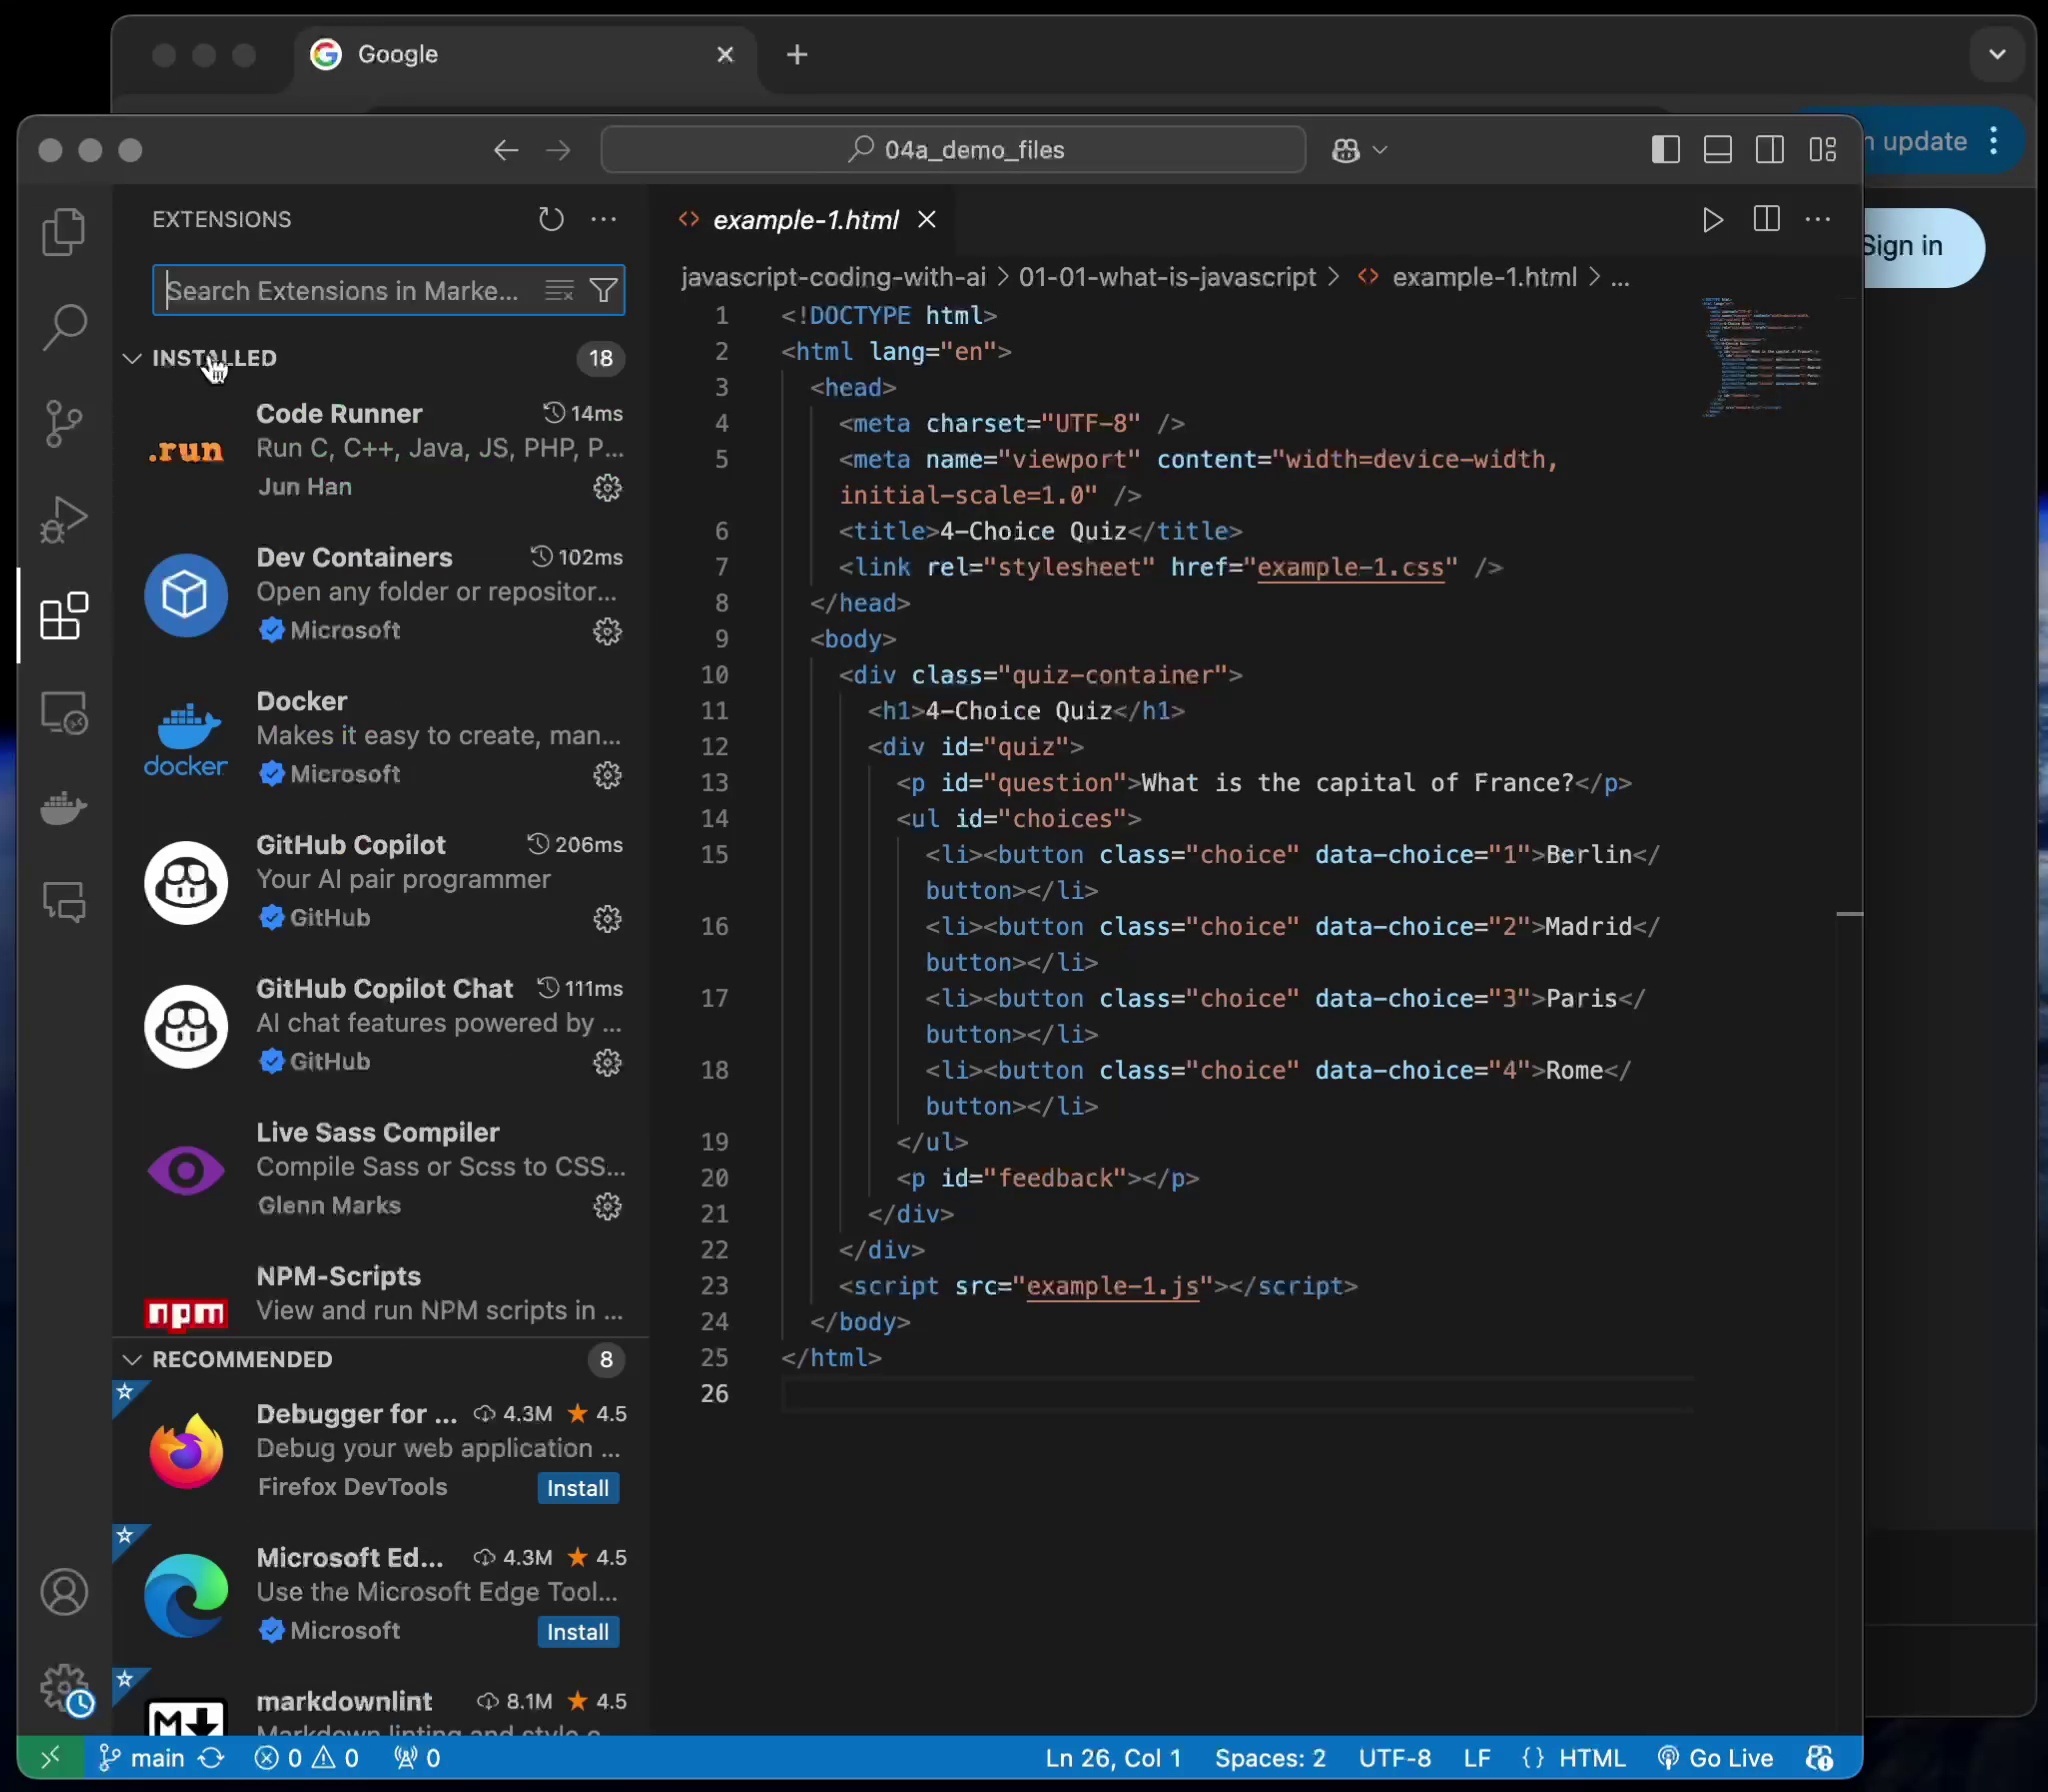 Google
update
Sign in
04a_demo_files
EXTENSIONS
Search Extensions in Marke...
INSTALLED
18
Code Runner
14ms
Run C, C++, Java, JS, PHP, P...
Jun Han
.run
Dev Containers
102ms
Open any folder or repositor...
Microsoft
Docker
Makes it easy to create, man...
Microsoft
docker
GitHub Copilot
206ms
Your AI pair programmer
GitHub
GitHub Copilot Chat
111ms
AI chat features powered by ...
GitHub
Live Sass Compiler
Compile Sass or Scss to CSS...
Glenn Marks
NPM-Scripts
View and run NPM scripts in ...
npm
RECOMMENDED
8
Debugger for ...
4.3M
4.5
Debug your web application ...
Firefox DevTools
Install
Microsoft Ed...
4.3M
4.5
Use the Microsoft Edge Tool...
Microsoft
Install
markdownlint
8.1M
4.5
Markdown linting and style c
M
example-1.html
javascript-coding-with-ai > 01-01-what-is-javascript > <> example-1.html > ...
1 <!DOCTYPE html>
2 <html lang="en">
3 <head>
4 <meta charset="UTF-8" />
5 <meta name="viewport" content="width=device-width,
initial-scale=1.0" />
6 <title>4-Choice Quiz</title>
7 <link rel="stylesheet" href="example-1.css" />
8 </head>
9 <body>
10 <div class="quiz-container">
11 <h1>4-Choice Quiz</h1>
12 <div id="quiz">
13 <p id="question">What is the capital of France?</p>
14 <ul id="choices">
15 <li><button class="choice" data-choice="1">Berlin</
button></li>
16 <li><button class="choice" data-choice="2">Madrid</
button></li>
17 <li><button class="choice" data-choice="3">Paris</
button></li>
18 <li><button class="choice" data-choice="4">Rome</
button></li>
19 </ul>
20 <p id="feedback"></p>
21 </div>
22 </div>
23 <script src="example-1.js"></script>
24 </body>
25 </html>
26
main
0
0
0
Ln 26, Col 1
Spaces: 2
UTF-8
LF
{} HTML
Go Live